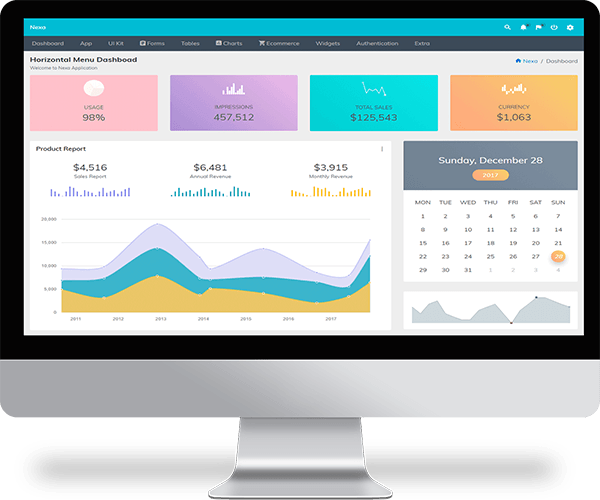 Nexa
Dashboard App UI Kit Forms Tables Charts Ecommerce Widgets Authentication Extra
Horizontal Menu Dashboad
Welcome to Nexa Application
Nexa / Dashboard
USAGE
98%
IMPRESSIONS
457,512
TOTAL SALES
$125,543
CURRENCY
$1,063
Product Report
$4,516
Sales Report
$6,481
Annual Revenue
$3,915
Monthly Revenue
20,000
15,000
10,000
5,000
0
2011 2012 2013 2014 2015 2016 2017
Sunday, December 28
2017
MON TUE WED THU FRI SAT SUN
1 2 3 4 5 6 7
8 9 10 11 12 13 14
15 16 17 18 19 20 21
22 23 24 25 26 27 28
29 30 31 1 2 3 4